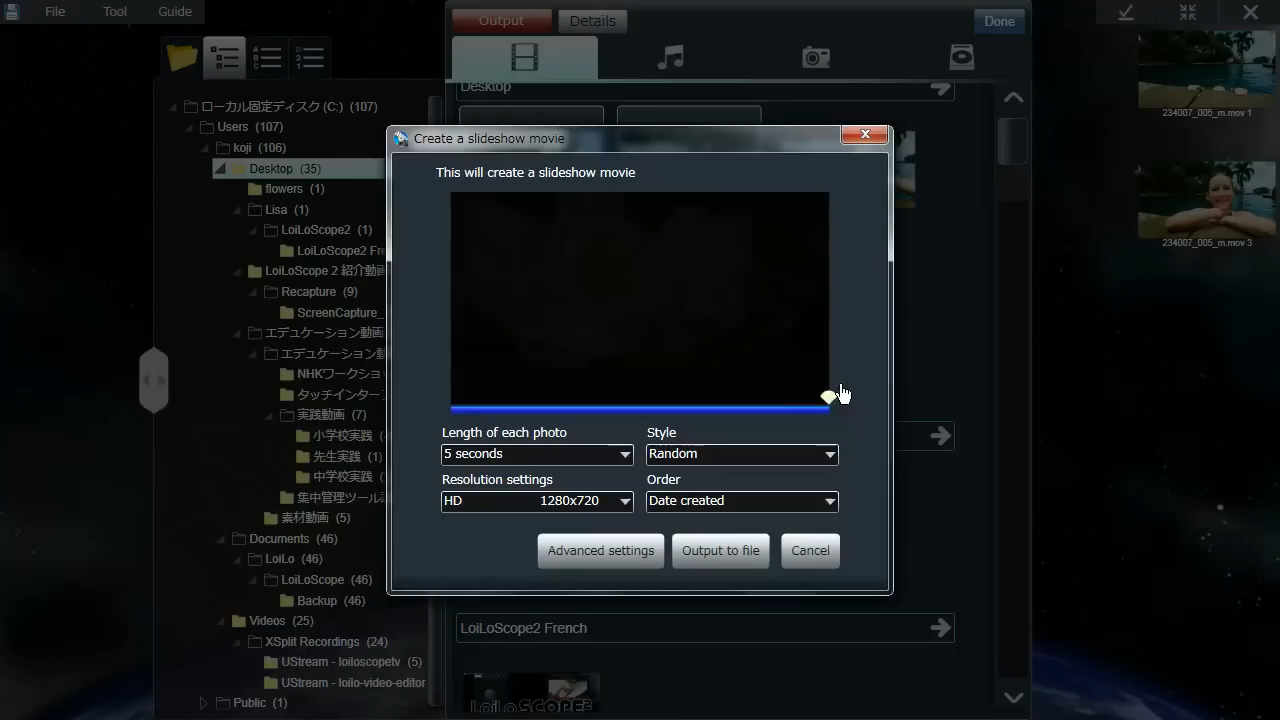 File Tool Guide
Output Details Done
Desktop
ローカル固定ディスク (C:) (107)
Users (107)
koji (106)
Desktop (35)
flowers (1)
Lisa (1)
LoiLoScope2 (1)
LoiLoScope2 Fre
LoiLoScope 2 紹介動画
Recapture (9)
ScreenCapture_
エデュケーション動画
エデュケーション動
NHKワークショ
タッチインター
実践動画 (7)
小学校実践
先生実践 (1)
中学校実践
集中管理ツール
素材動画 (5)
Documents (46)
LoiLo (46)
LoiLoScope (46)
Backup (46)
Videos (25)
XSplit Recordings (24)
UStream - loiloscopetv (5)
UStream - loilo-video-editor
Public (1)
Create a slideshow movie
This will create a slideshow movie
Length of each photo Style
5 seconds Random
Resolution settings Order
HD 1280x720 Date created
Advanced settings Output to file Cancel
LoiLoScope2 French
LoiLoSCOPE2
234007_005_m.mov 1
234007_005_m.mov 3